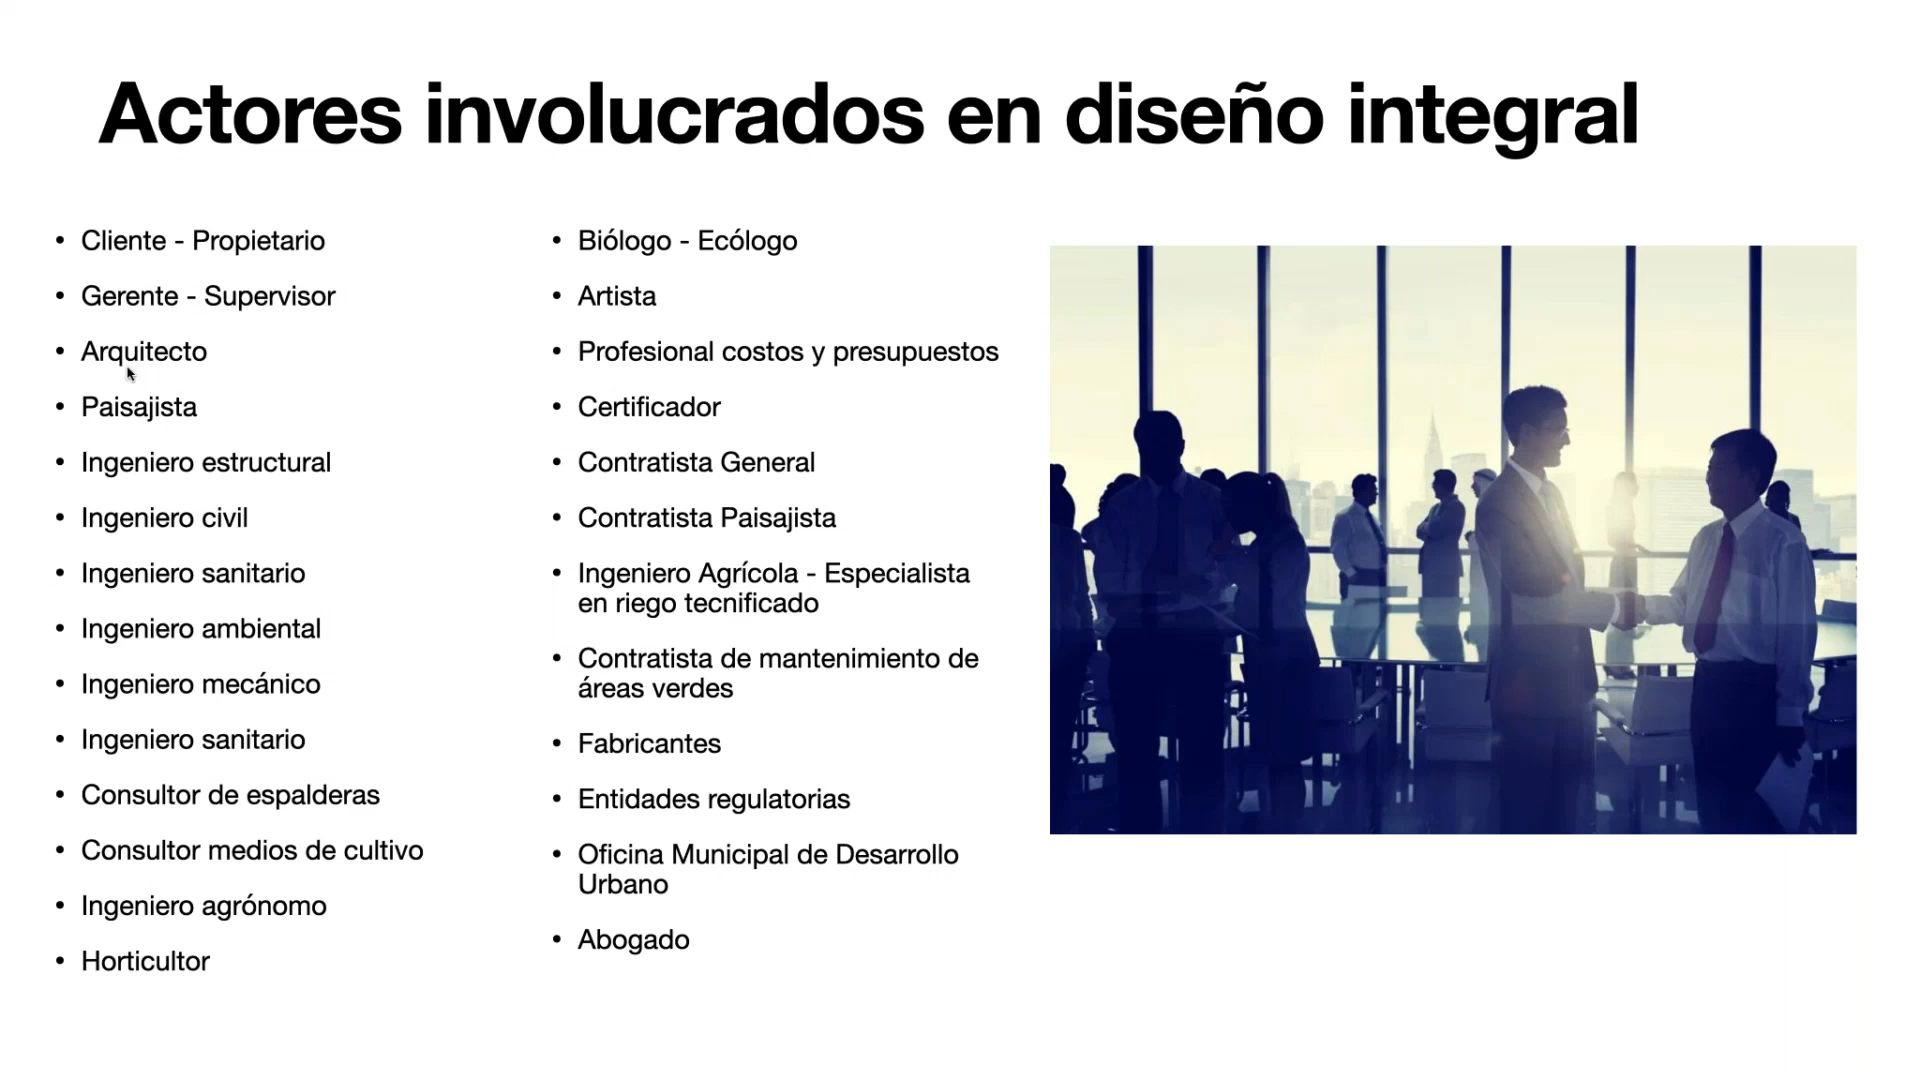 Actores involucrados en diseño integral
• Cliente - Propietario
• Gerente - Supervisor
• Arquitecto
• Paisajista
• Ingeniero estructural
• Ingeniero civil
• Ingeniero sanitario
• Ingeniero ambiental
• Ingeniero mecánico
• Ingeniero sanitario
• Consultor de espalderas
• Consultor medios de cultivo
• Ingeniero agrónomo
• Horticultor
• Biólogo - Ecólogo
• Artista
• Profesional costos y presupuestos
• Certificador
• Contratista General
• Contratista Paisajista
• Ingeniero Agrícola - Especialista
en riego tecnificado
• Contratista de mantenimiento de
áreas verdes
• Fabricantes
• Entidades regulatorias
• Oficina Municipal de Desarrollo
Urbano
• Abogado